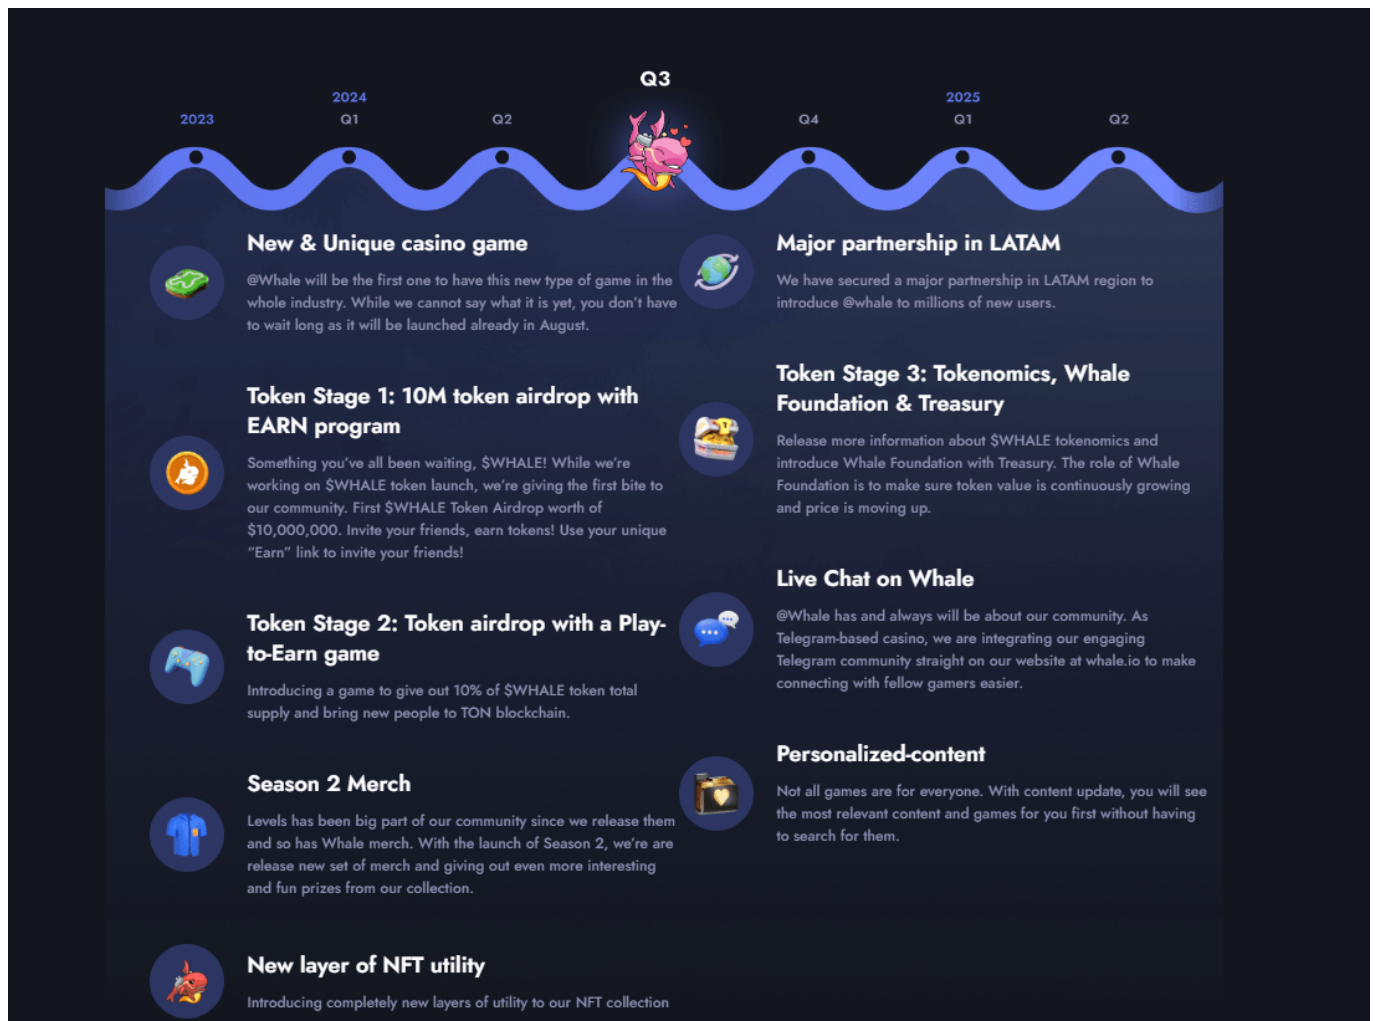 Q3
2024
2025
2023
Q1
Q2
Q4
Q1
Q2
New & Unique casino game
@Whale will be the first one to have this new type of game in the
whole industry. While we cannot say what it is yet, you don't have
to wait long as it will be launched already in August.
Token Stage 1: 10M token airdrop with
EARN program
Something you've all been waiting, $WHALE! While we're
working on $WHALE token launch, we're giving the first bite to
our community. First $WHALE Token Airdrop worth of
$10,000,000. Invite your friends, earn tokens! Use your unique
"Earn" link to invite your friends!
Token Stage 2: Token airdrop with a Play-
to-Earn game
Introducing a game to give out 10% of $WHALE token total
supply and bring new people to TON blockchain.
Season 2 Merch
Levels has been big part of our community since we release them
and so has Whale merch. With the launch of Season 2, we're are
release new set of merch and giving out even more interesting
and fun prizes from our collection.
New layer of NFT utility
Introducing completely new layers of utility to our NFT collection
Major partnership in LATAM
We have secured a major partnership in LATAM region to
introduce @whale to millions of new users.
Token Stage 3: Tokenomics, Whale
Foundation & Treasury
Release more information about $WHALE tokenomics and
introduce Whale Foundation with Treasury. The role of Whale
Foundation is to make sure token value is continuously growing
and price is moving up.
Live Chat on Whale
@Whale has and always will be about our community. As
Telegram-based casino, we are integrating our engaging
Telegram community straight on our website at whale.io to make
connecting with fellow gamers easier.
Personalized-content
Not all games are for everyone. With content update, you will see
the most relevant content and games for you first without having
to search for them.